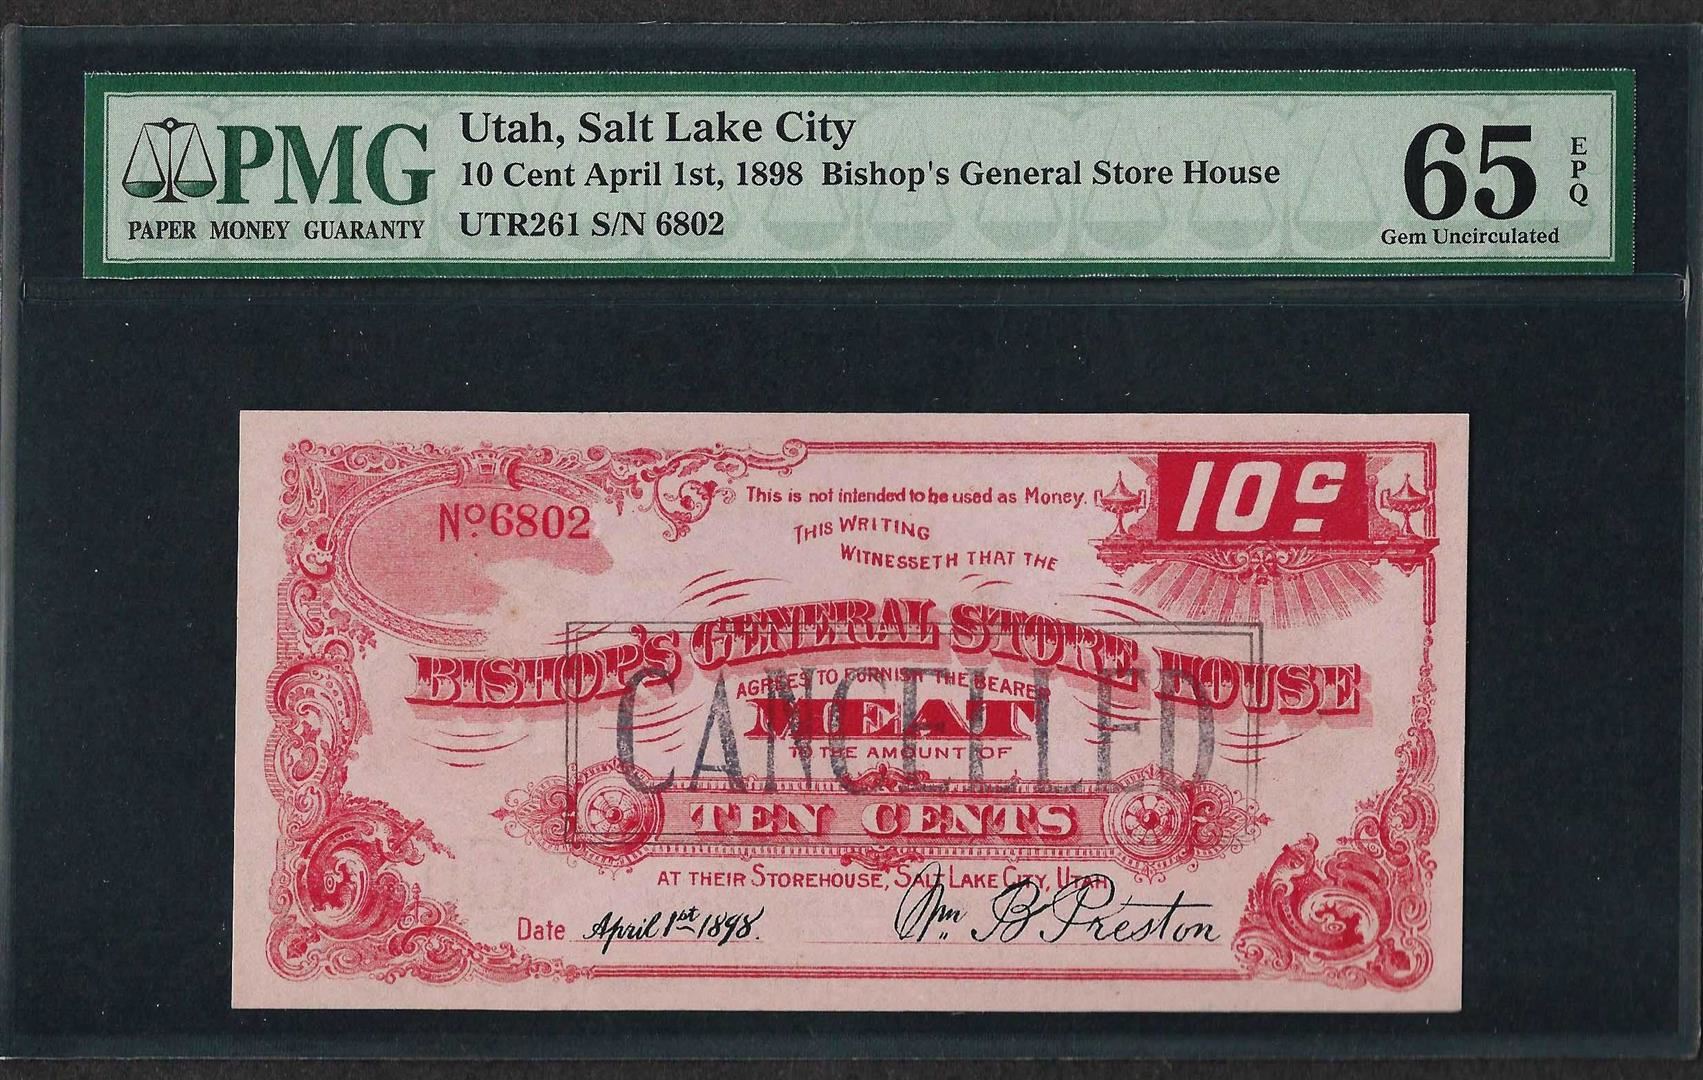 PMG
PAPER MONEY GUARANTY
Utah, Salt Lake City
10 Cent April 1st, 1898 Bishop's General Store House
UTR261 S/N 6802
65 EPQ
Gem Uncirculated
No. 6802
This is not intended to be used as Money.
10 C
THIS WRITING
WITNESSETH THAT THE
BISHOP'S GENERAL STORE HOUSE
AGREES TO FURNISH THE BEARER
MEAT
TO THE AMOUNT OF
CANCELLED
TEN CENTS
AT THEIR STOREHOUSE, SALT LAKE CITY, UTAH
Date April 1st 1898.
Wm. B. Preston